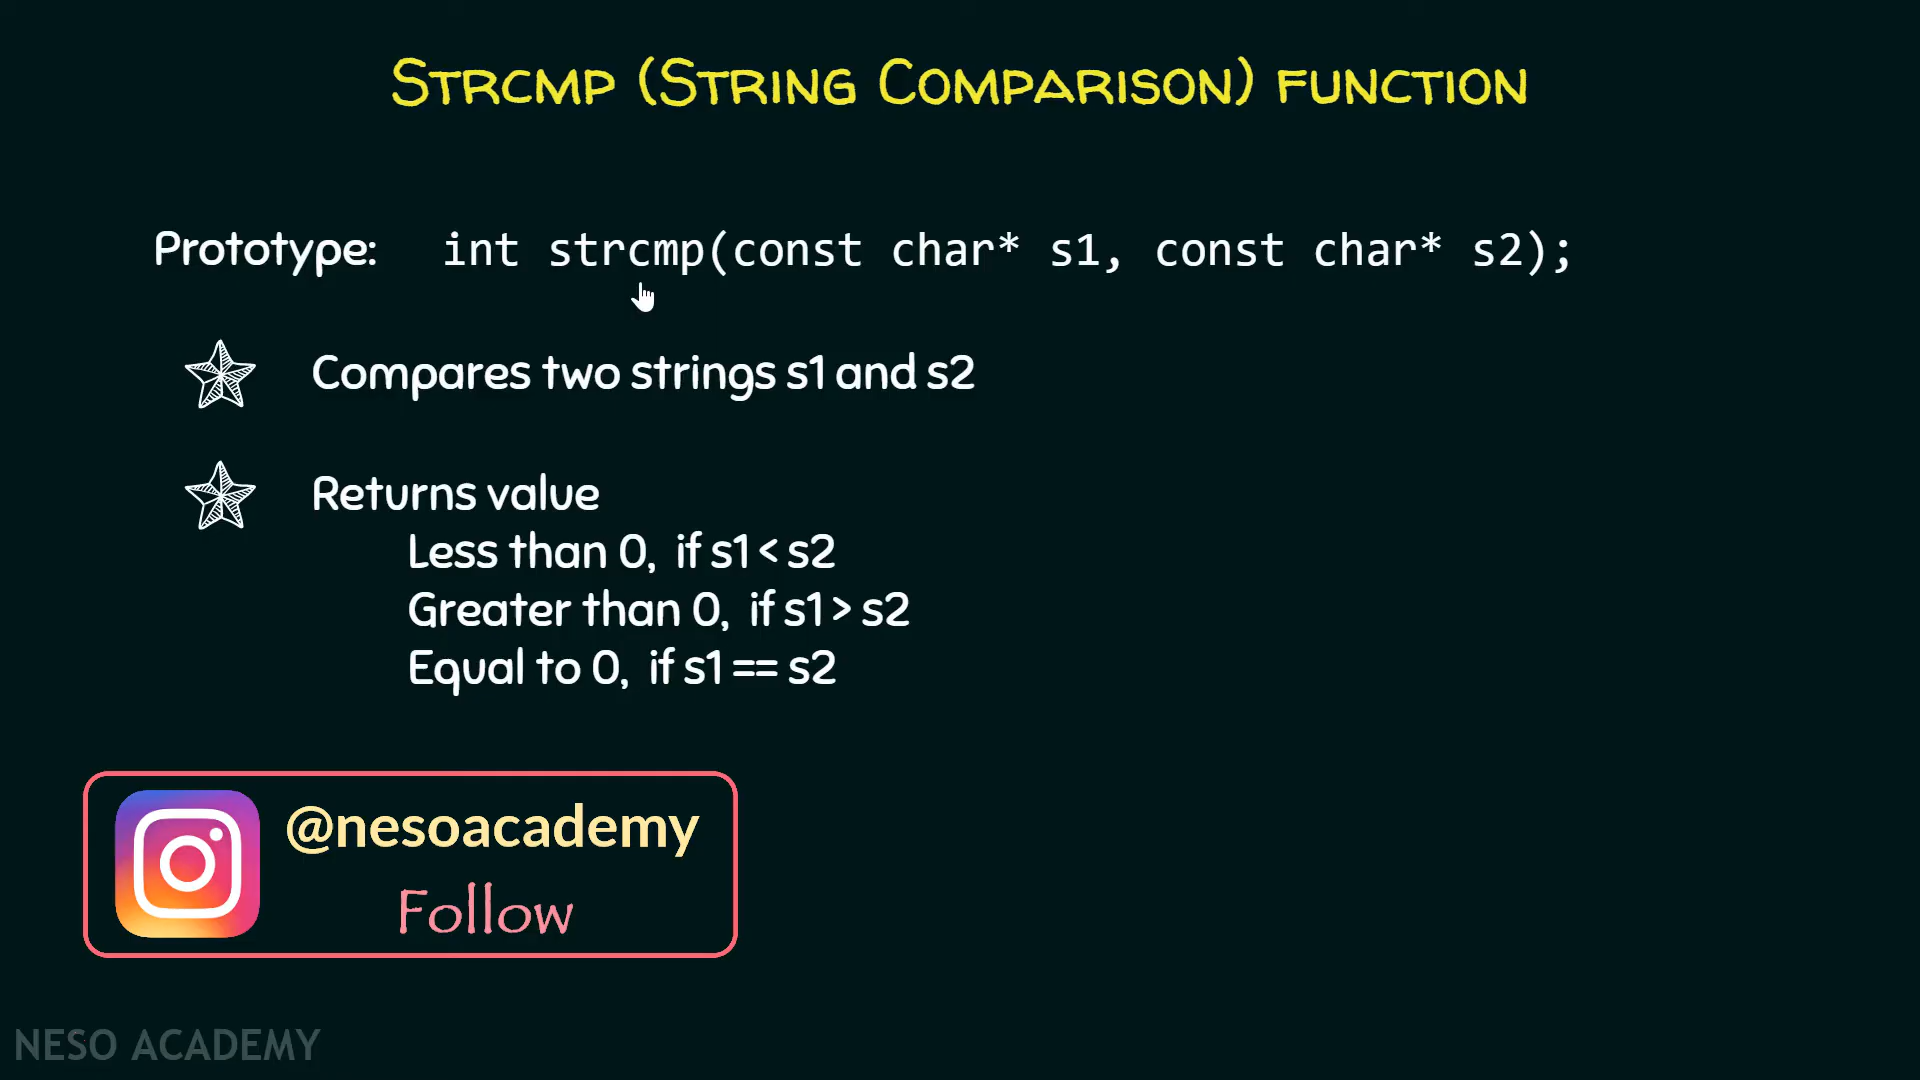 Strcmp (String Comparison) function
Prototype: int strcmp(const char* s1, const char* s2);
Compares two strings s1 and s2
Returns value
Less than 0, if s1 < s2
Greater than 0, if s1 > s2
Equal to 0, if s1 == s2
@nesoacademy
Follow
NESO ACADEMY